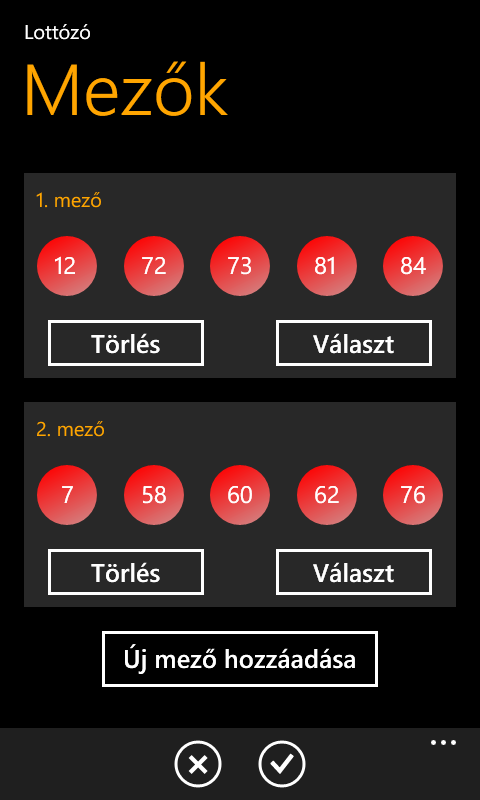 Lottózó
Mezők
1. mező
12 72 73 81 84
Törlés Választ
2. mező
7 58 60 62 76
Törlés Választ
Új mező hozzáadása